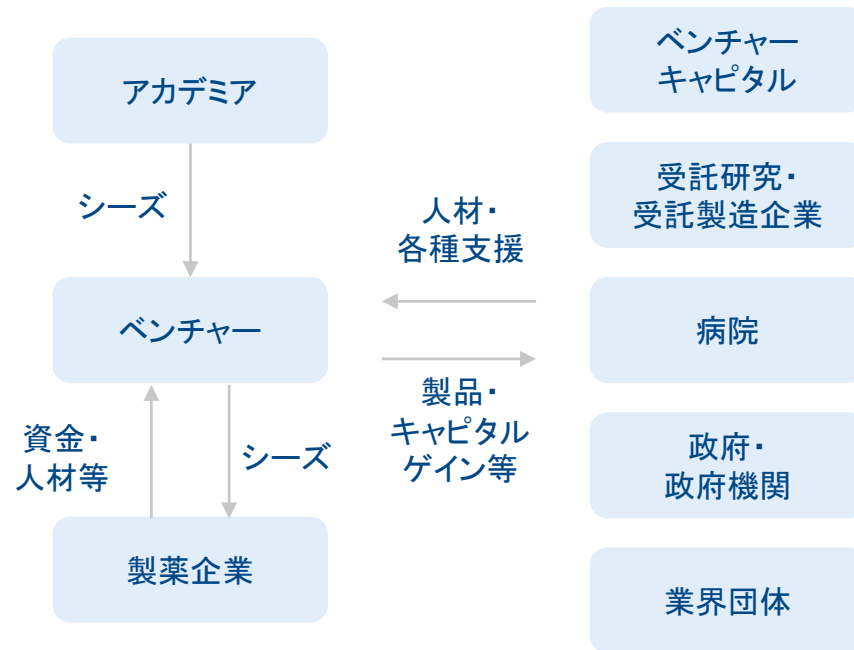 アカデミア
シーズ
ベンチャー
資金・
人材等
シーズ
製薬企業
人材・
各種支援
製品・
キャピタル
ゲイン等
ベンチャー
キャピタル
受託研究・
受託製造企業
病院
政府・
政府機関
業界団体